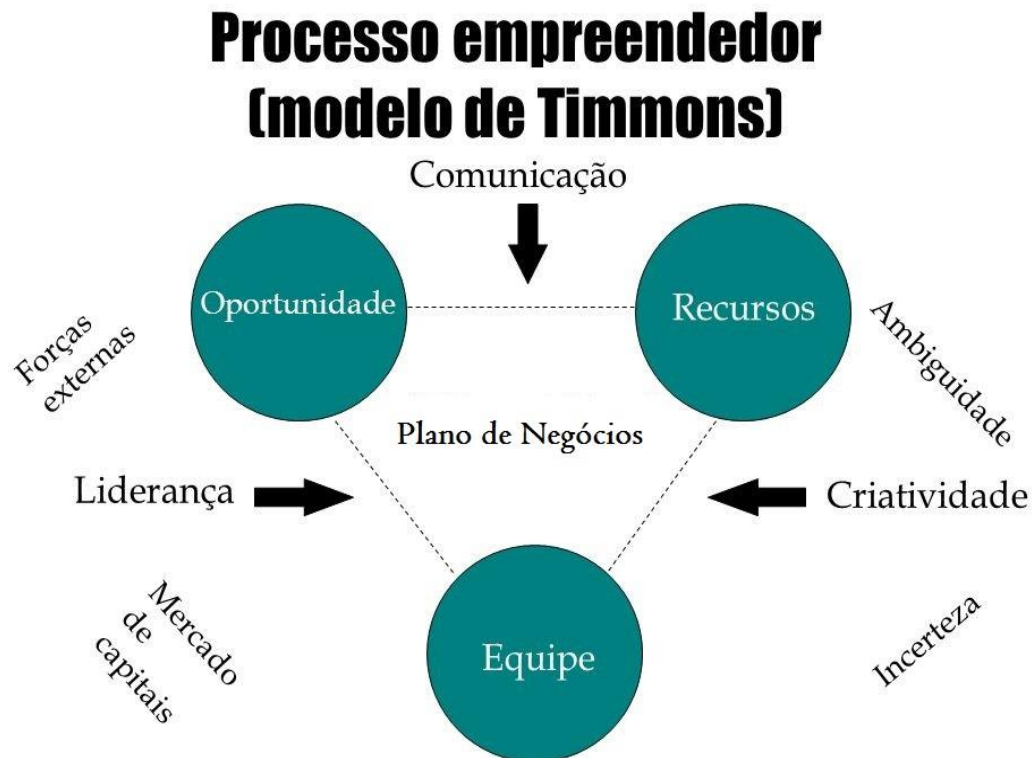 Processo empreendedor
(modelo de Timmons)
Comunicação
Oportunidade
Recursos
Forças
externas
Ambiguidade
Plano de Negócios
Liderança
Criatividade
Mercado
de
capitais
Equipe
Incerteza